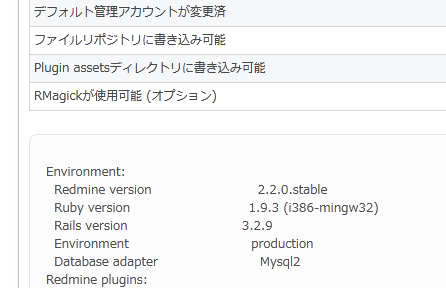 デフォルト管理アカウントが変更済
ファイルリポジトリに書き込み可能
Plugin assetsディレクトリに書き込み可能
RMagickが使用可能 (オプション)
Environment:
Redmine version 2.2.0.stable
Ruby version 1.9.3 (i386-mingw32)
Rails version 3.2.9
Environment production
Database adapter Mysql2
Redmine plugins: